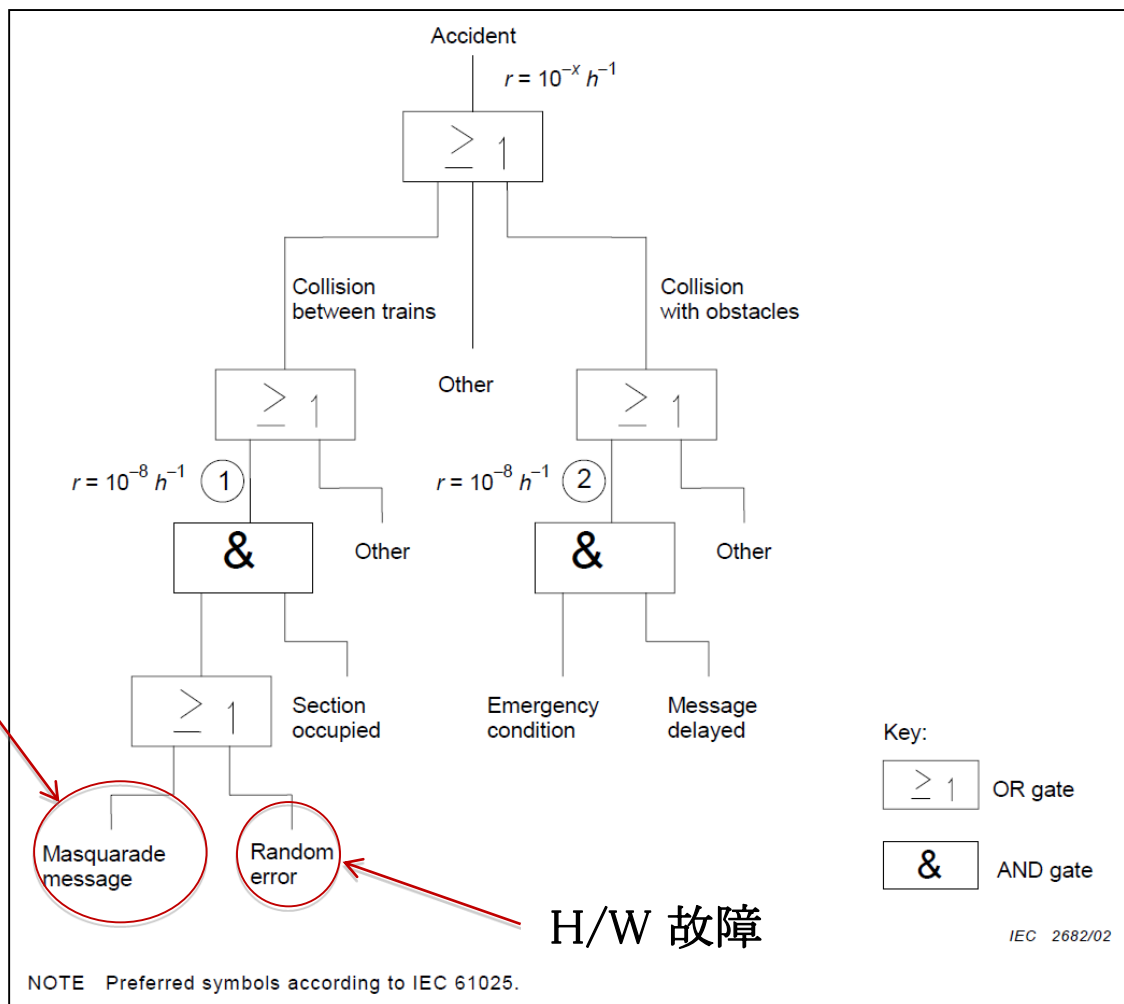 Accident
r = 10⁻ˣ h⁻¹
≥ 1
Collision
between trains
Collision
with obstacles
Other
≥ 1
≥ 1
r = 10⁻⁸ h⁻¹ 1
r = 10⁻⁸ h⁻¹ 2
&
Other
&
Other
≥ 1
Section
occupied
Emergency
condition
Message
delayed
Key:
≥ 1 OR gate
Masquarade
message
Random
error
& AND gate
H/W 故障
IEC 2682/02
NOTE Preferred symbols according to IEC 61025.